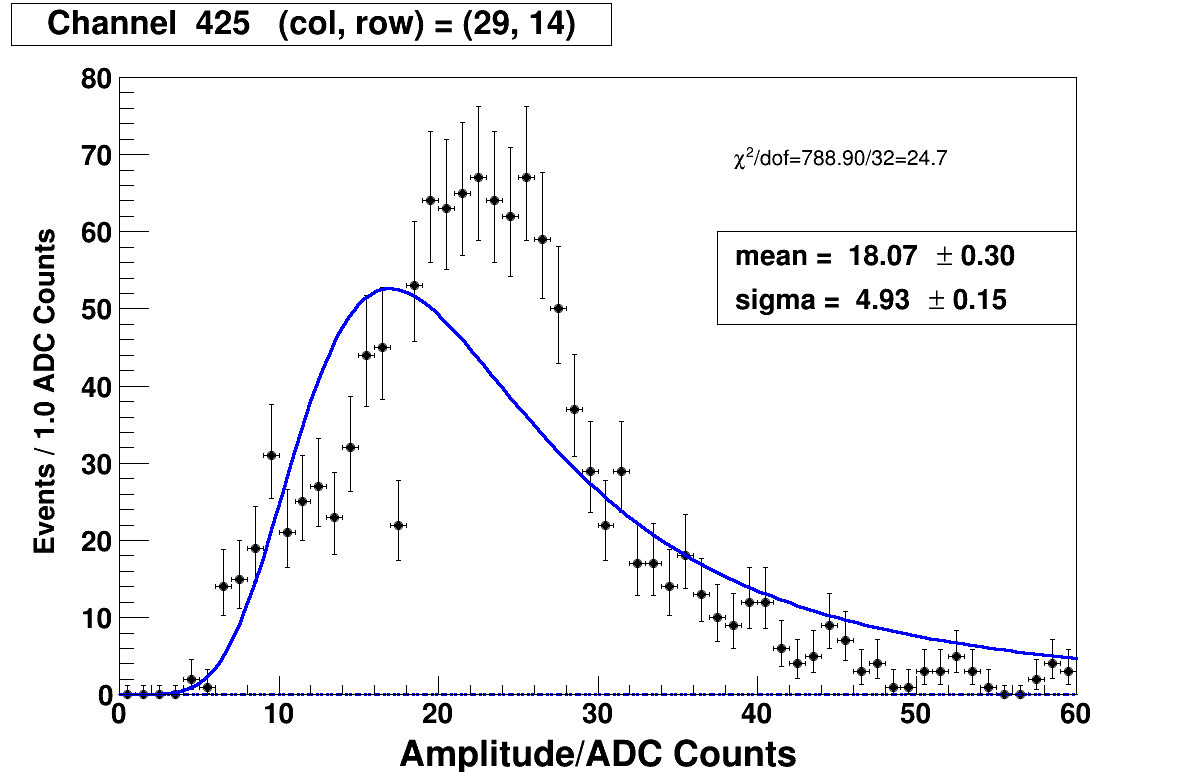 Channel 425 (col, row) = (29, 14)
80
70
60
50
40
30
20
10
0
Events / 1.0 ADC Counts
χ²/dof=788.90/32=24.7
mean = 18.07 ± 0.30
sigma = 4.93 ± 0.15
0 10 20 30 40 50 60
Amplitude/ADC Counts